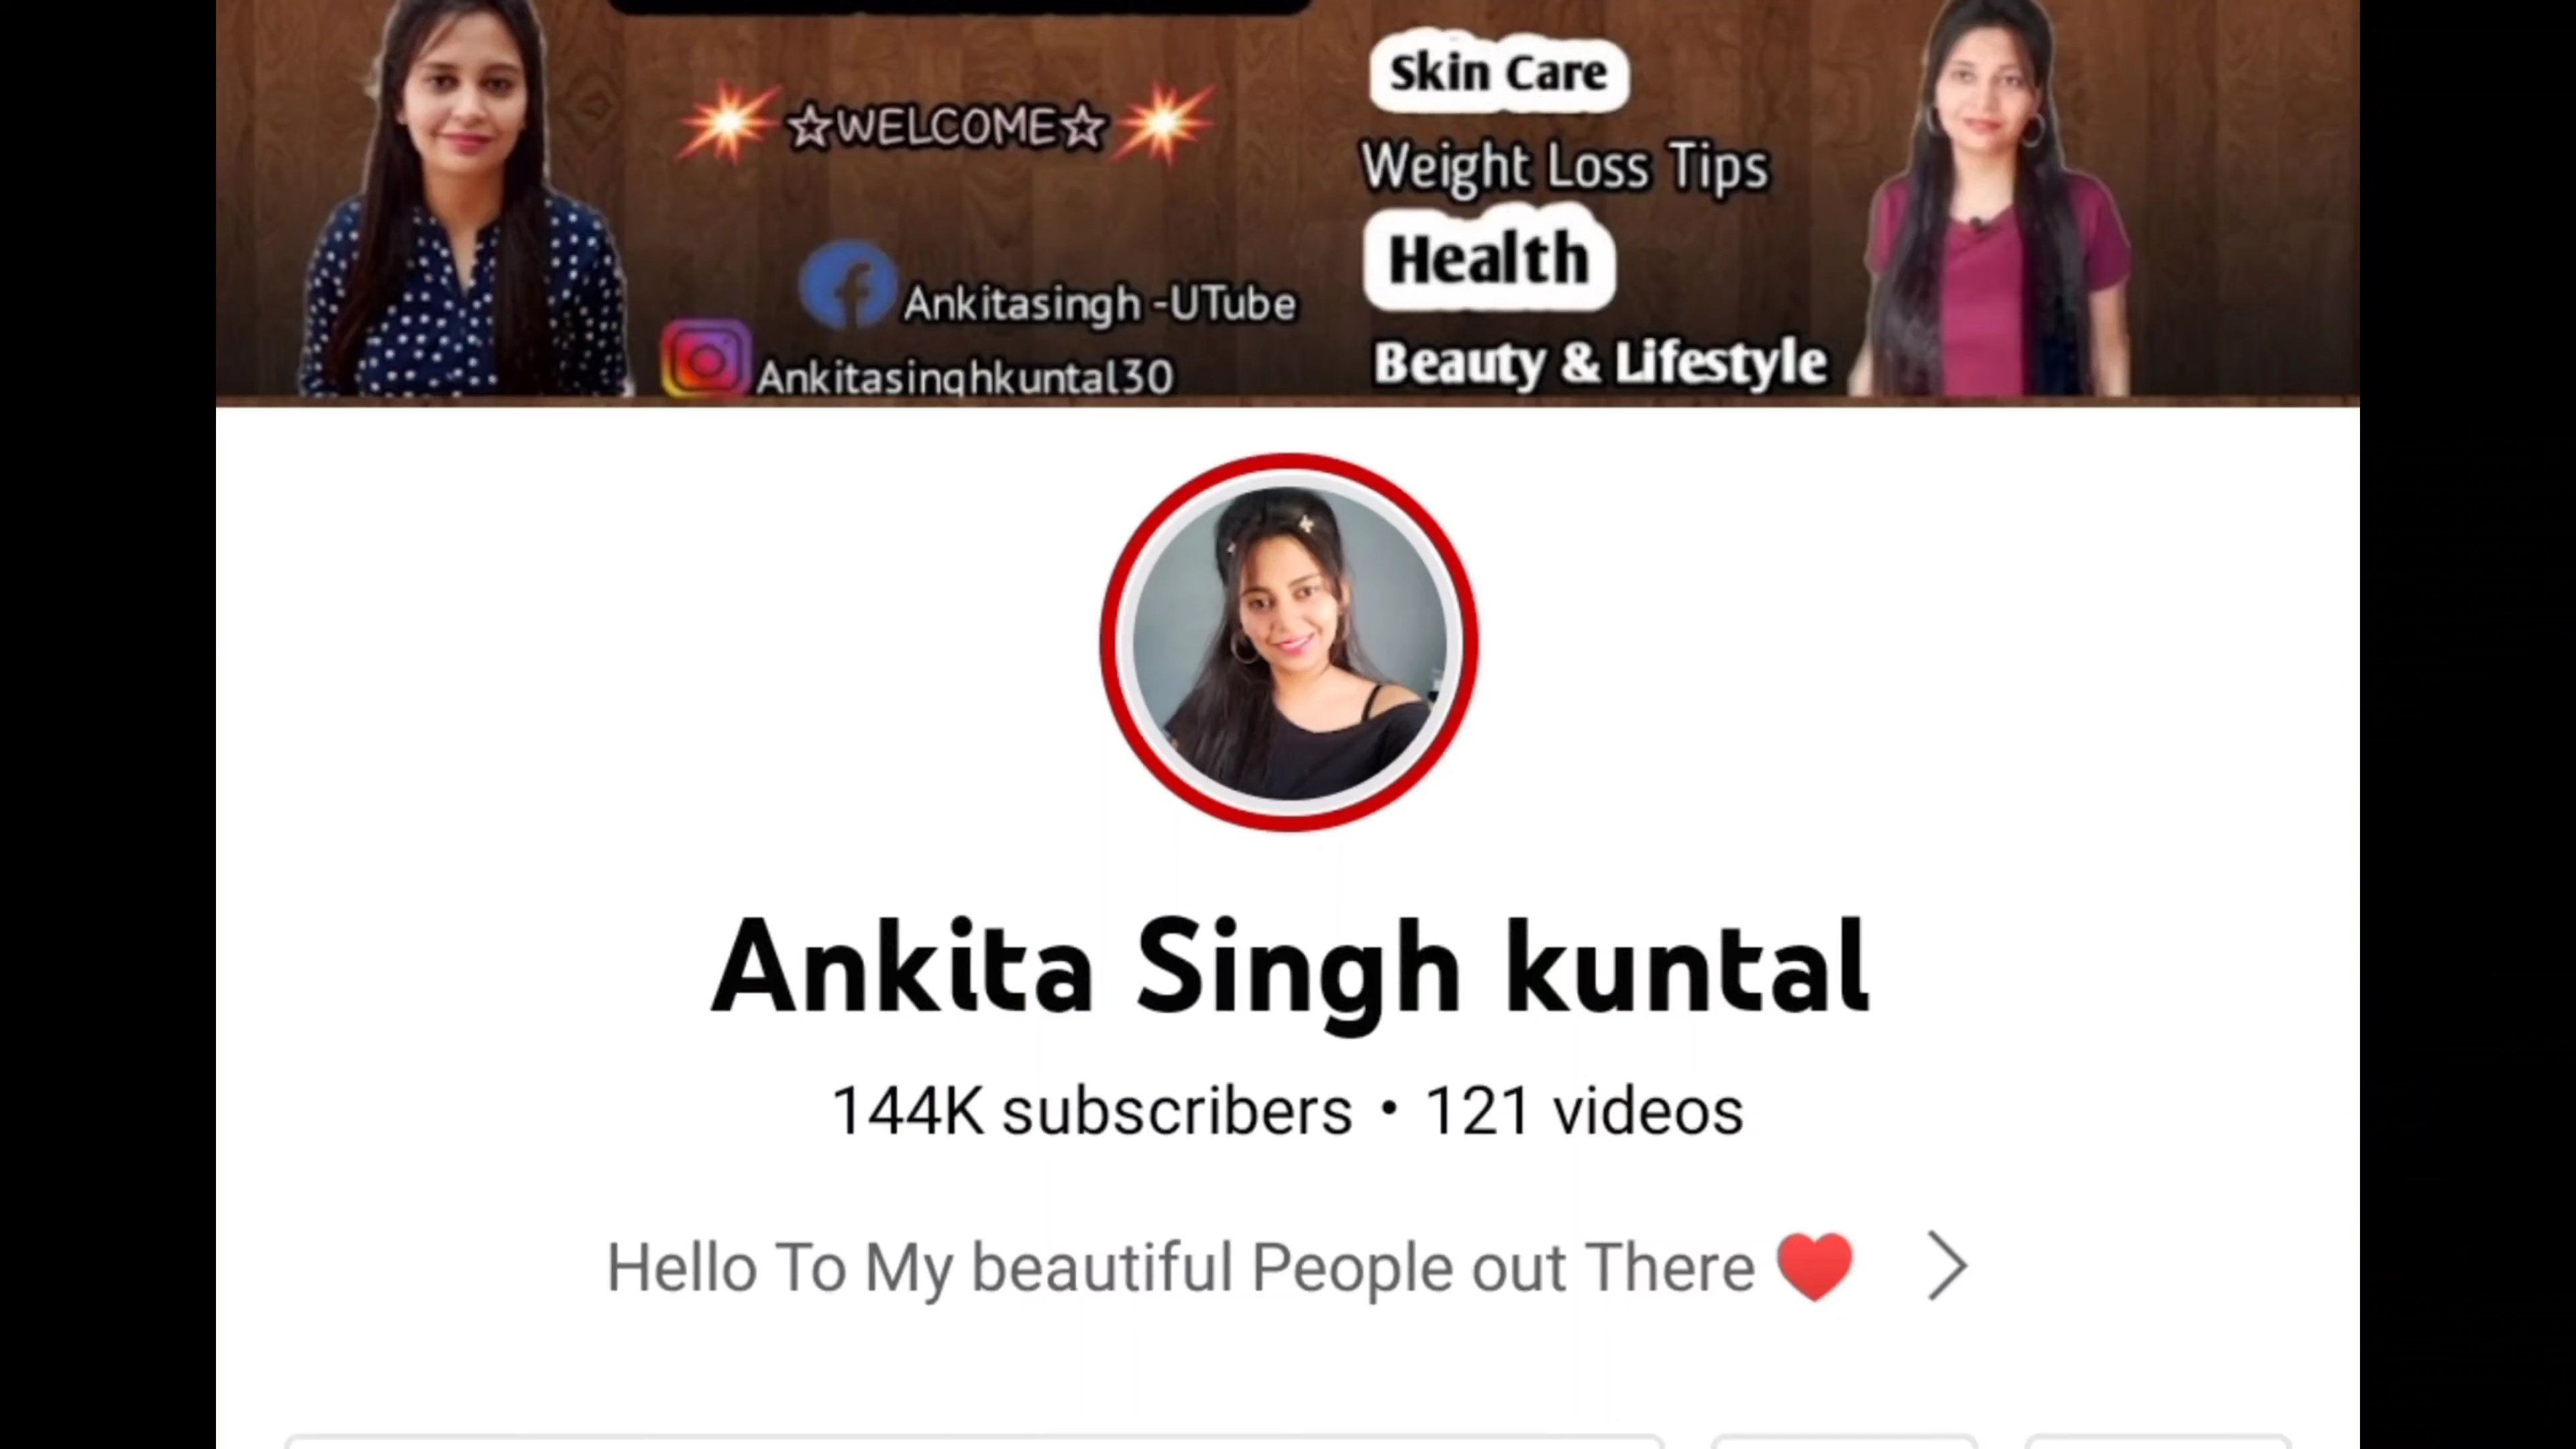 ☆WELCOME☆
Ankitasingh -UTube
Ankitasinghkuntal30
Skin Care
Weight Loss Tips
Health
Beauty & Lifestyle
Ankita Singh kuntal
144K subscribers • 121 videos
Hello To My beautiful People out There ❤️